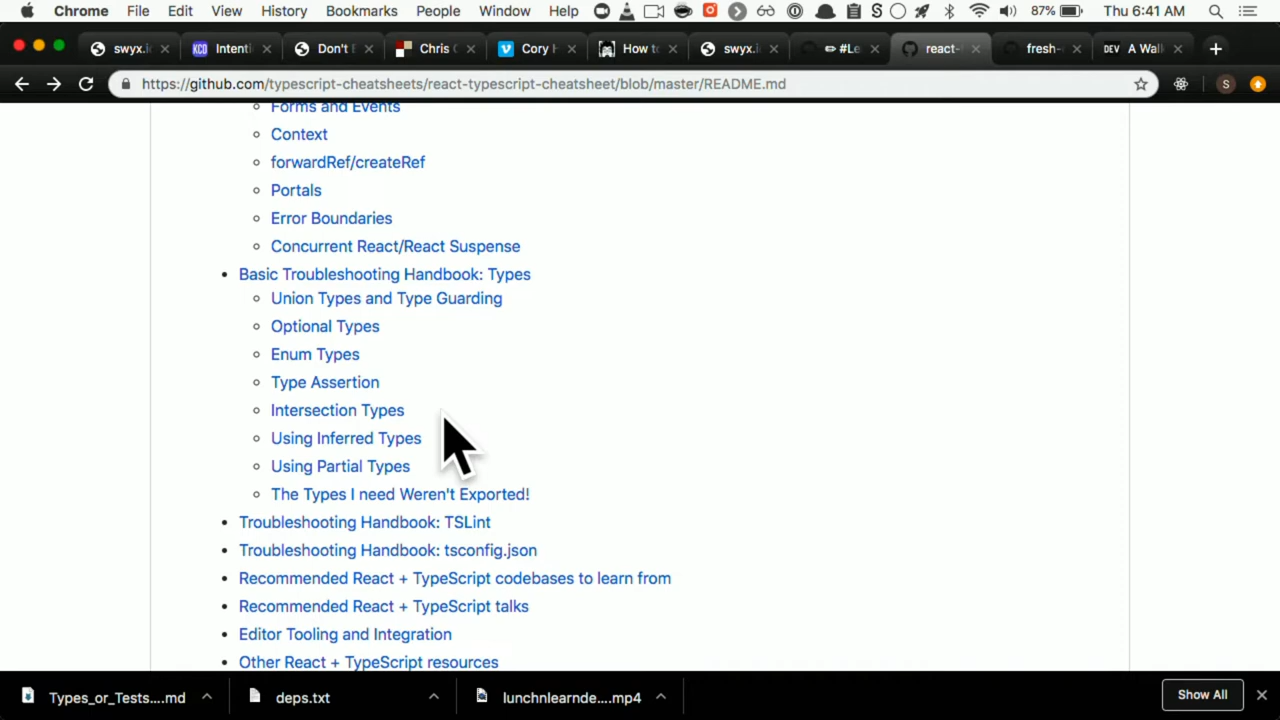 Chrome File Edit View History Bookmarks People Window Help 87% Thu 6:41 AM
swyx.i KCD Intenti Don't E Chris C Cory H How to swyx.i #Le react- fresh- DEV A Wal
https://github.com/typescript-cheatsheets/react-typescript-cheatsheet/blob/master/README.md S
Forms and Events
Context
forwardRef/createRef
Portals
Error Boundaries
Concurrent React/React Suspense
Basic Troubleshooting Handbook: Types
Union Types and Type Guarding
Optional Types
Enum Types
Type Assertion
Intersection Types
Using Inferred Types
Using Partial Types
The Types I need Weren't Exported!
Troubleshooting Handbook: TSLint
Troubleshooting Handbook: tsconfig.json
Recommended React + TypeScript codebases to learn from
Recommended React + TypeScript talks
Editor Tooling and Integration
Other React + TypeScript resources
Types_or_Tests....md deps.txt lunchnlearnde....mp4 Show All